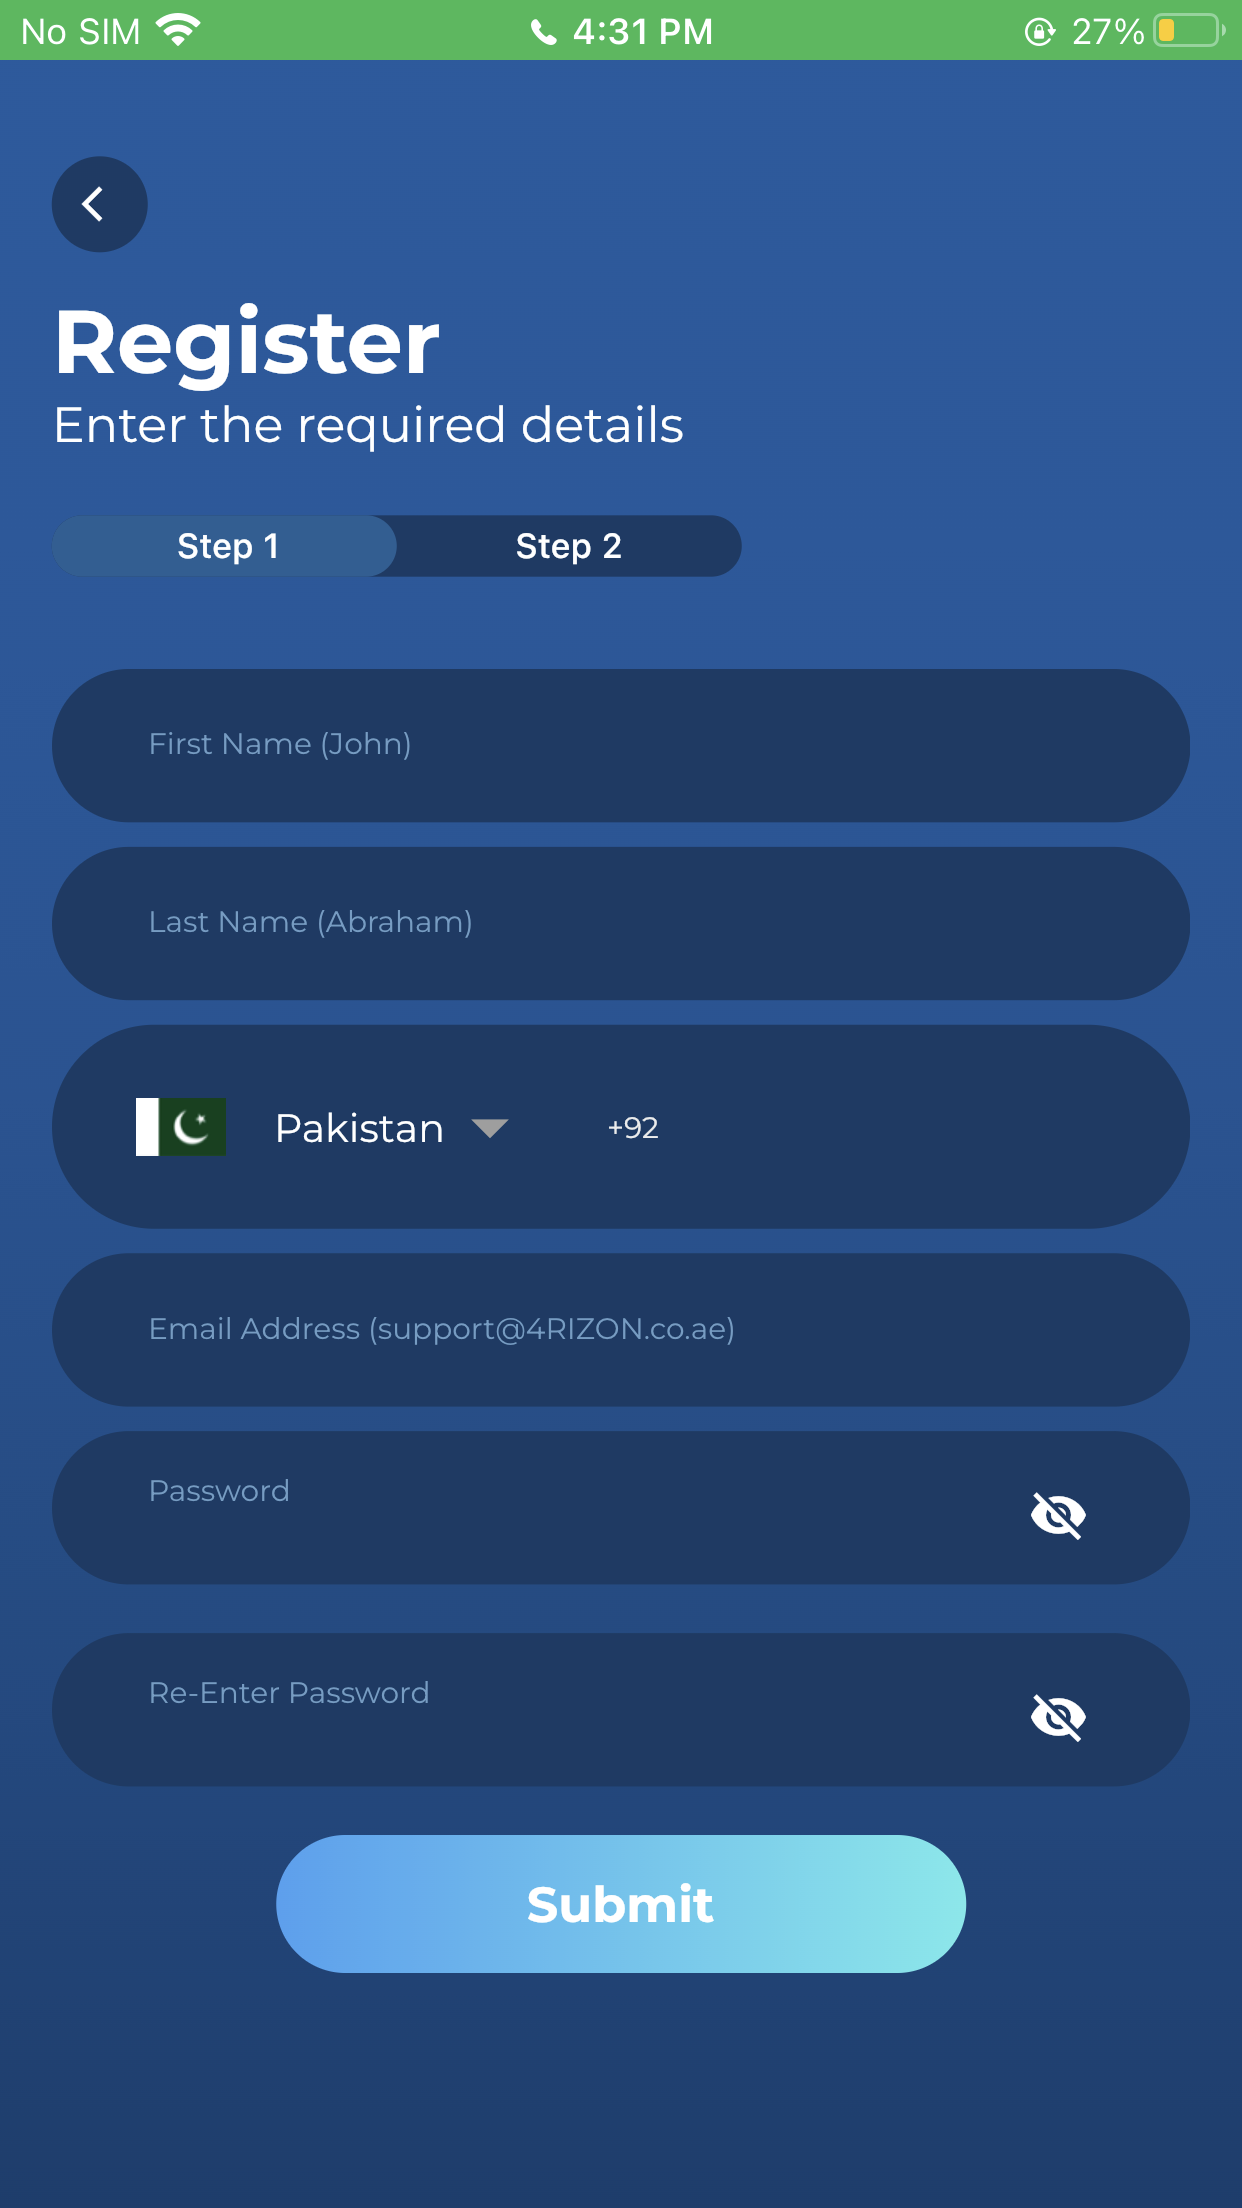 No SIM 4:31 PM 27%
Register
Enter the required details
Step 1 Step 2
First Name (John)
Last Name (Abraham)
Pakistan +92
Email Address (support@4RIZON.co.ae)
Password
Re-Enter Password
Submit